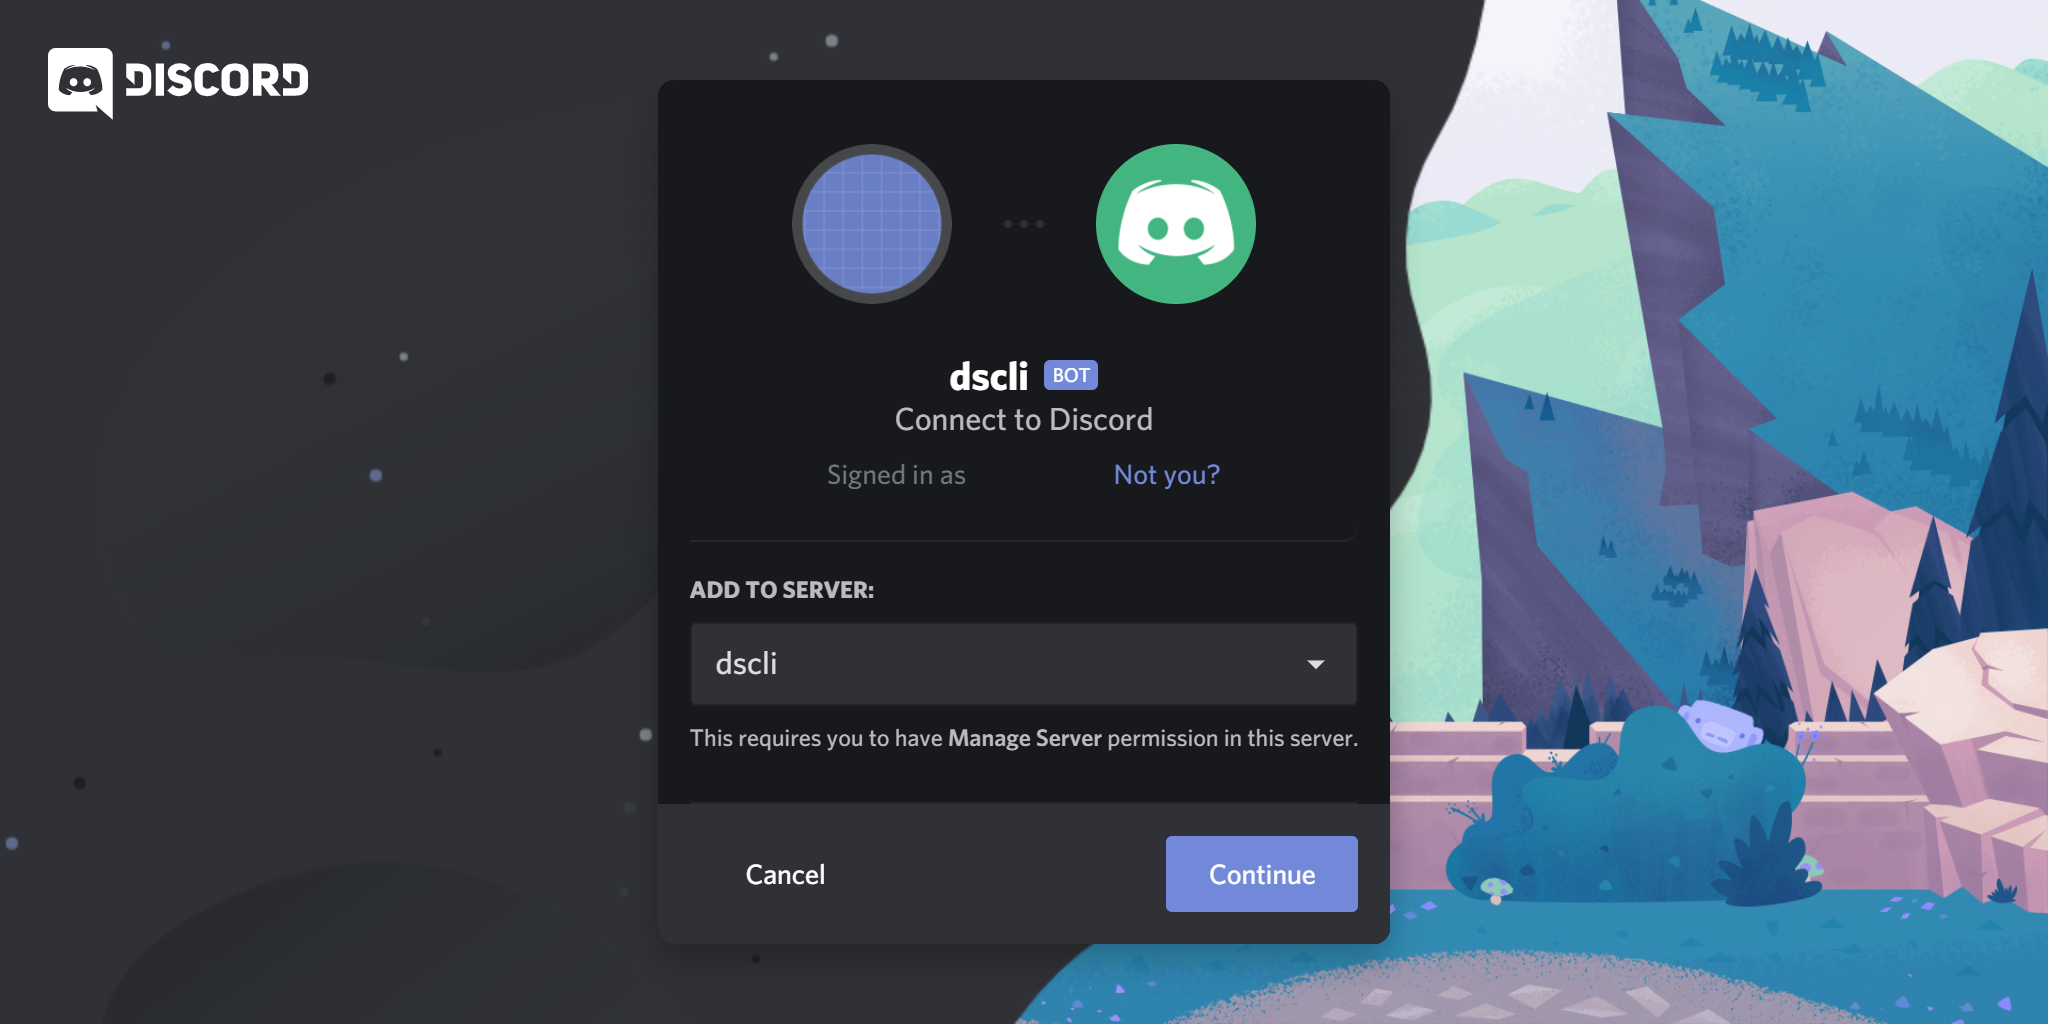 DISCORD
dscli BOT
Connect to Discord
Signed in as Not you?
ADD TO SERVER:
dscli
This requires you to have Manage Server permission in this server.
Cancel Continue